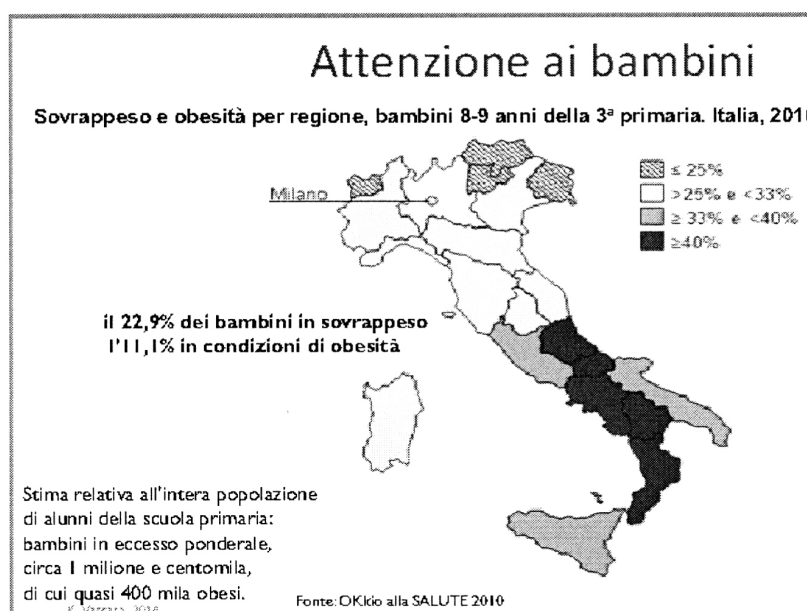 Attenzione ai bambini
Sovrappeso e obesità per regione, bambini 8-9 anni della 3ª primaria. Italia, 201
≤ 25%
>25% e <33%
≥ 33% e <40%
≥40%
Milano
il 22,9% dei bambini in sovrappeso
l'11,1% in condizioni di obesità
Stima relativa all'intera popolazione
di alunni della scuola primaria:
bambini in eccesso ponderale,
circa 1 milione e centomila,
di cui quasi 400 mila obesi.
Fonte: OKkio alla SALUTE 2010